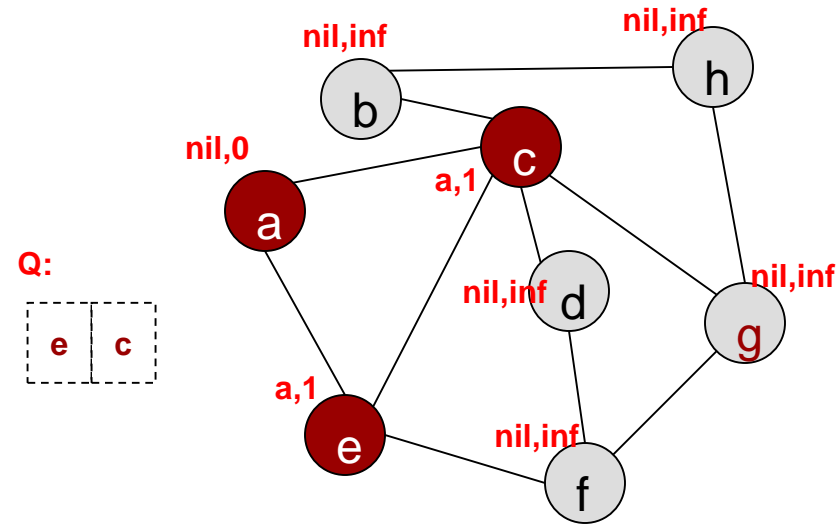 nil,inf
nil,inf
h
b
nil,0
c
a,1
a
Q:
nil,inf
nil,inf
d
g
e c
a,1
e
nil,inf
f